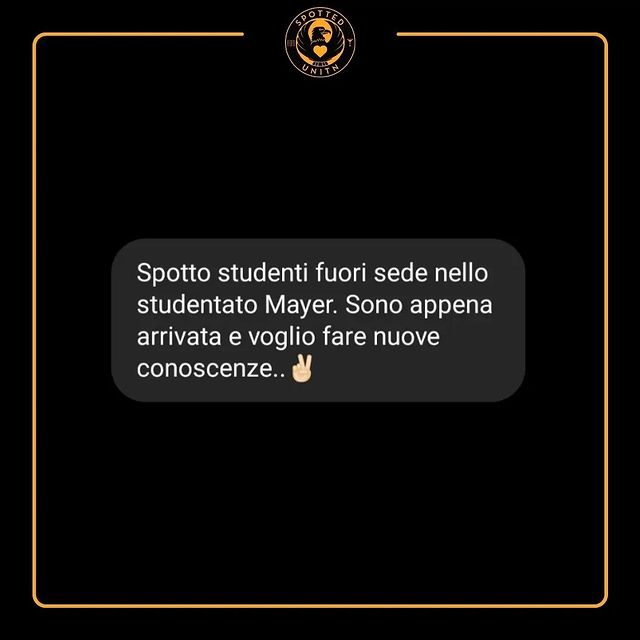 SPOTTED
UNITN
Spotto studenti fuori sede nello
studentato Mayer. Sono appena
arrivata e voglio fare nuove
conoscenze..✌🏻